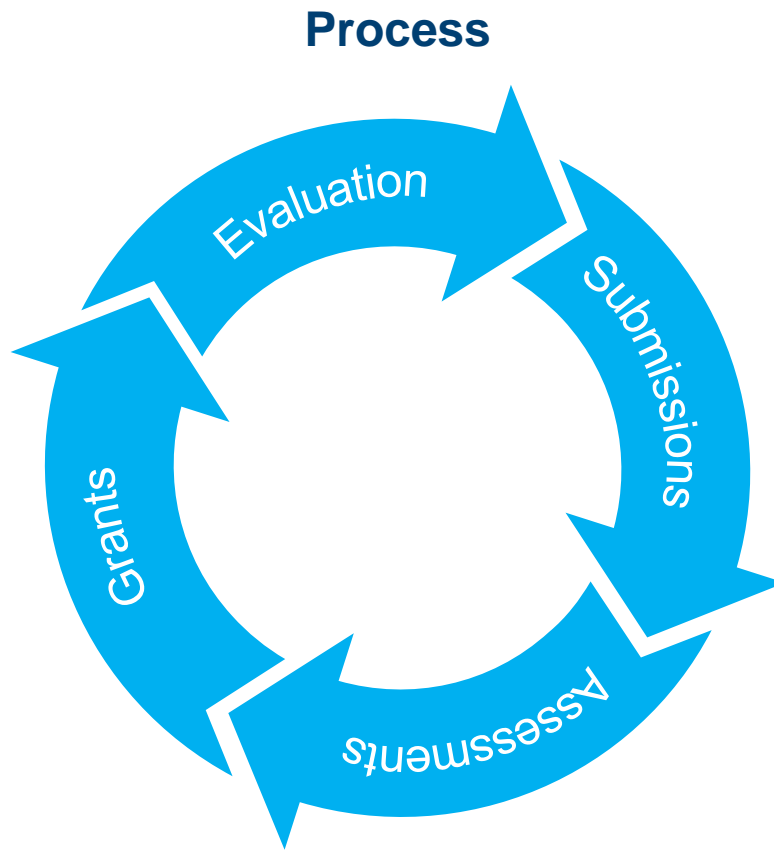 Process
Evaluation
Submissions
Assessments
Grants